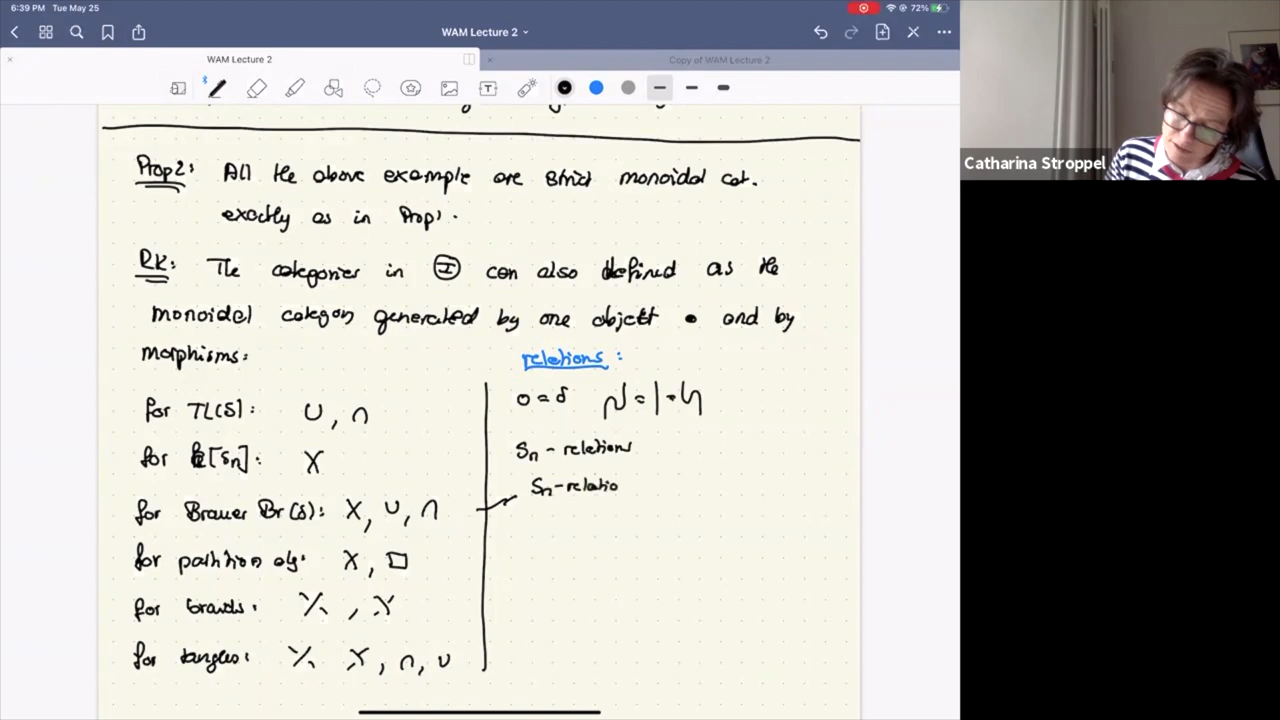 6:39 PM Tue May 25
72%
WAM Lecture 2
WAM Lecture 2
Copy of WAM Lecture 2
Catharina Stroppel
Prop2: All the above example are strict monoidal cat.
exactly as in Prop1.
RK: The categories in I can also defined as the
monoidal category generated by one object • and by
morphisms:
relations:
for TL(δ): ∪, ∩
o = δ
for [Sn]: X
Sn - relations
Sn - relatio
for Brauer Br(δ): X, ∪, ∩
for partition alg: X, □
for braids:
for tangles: , ∩, ∪